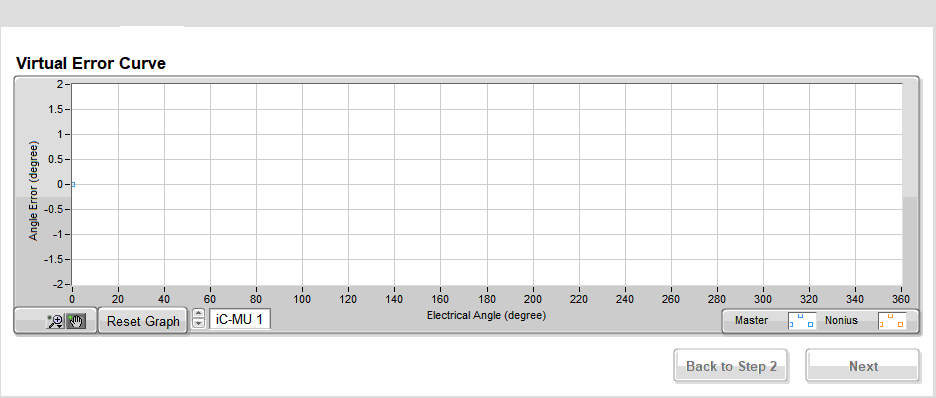 Virtual Error Curve
2
1.5
1
0.5
0
-0.5
-1
-1.5
-2
Angle Error (degree)
0 20 40 60 80 100 120 140 160 180 200 220 240 260 280 300 320 340 360
Electrical Angle (degree)
Reset Graph iC-MU 1 Master Nonius
Back to Step 2 Next